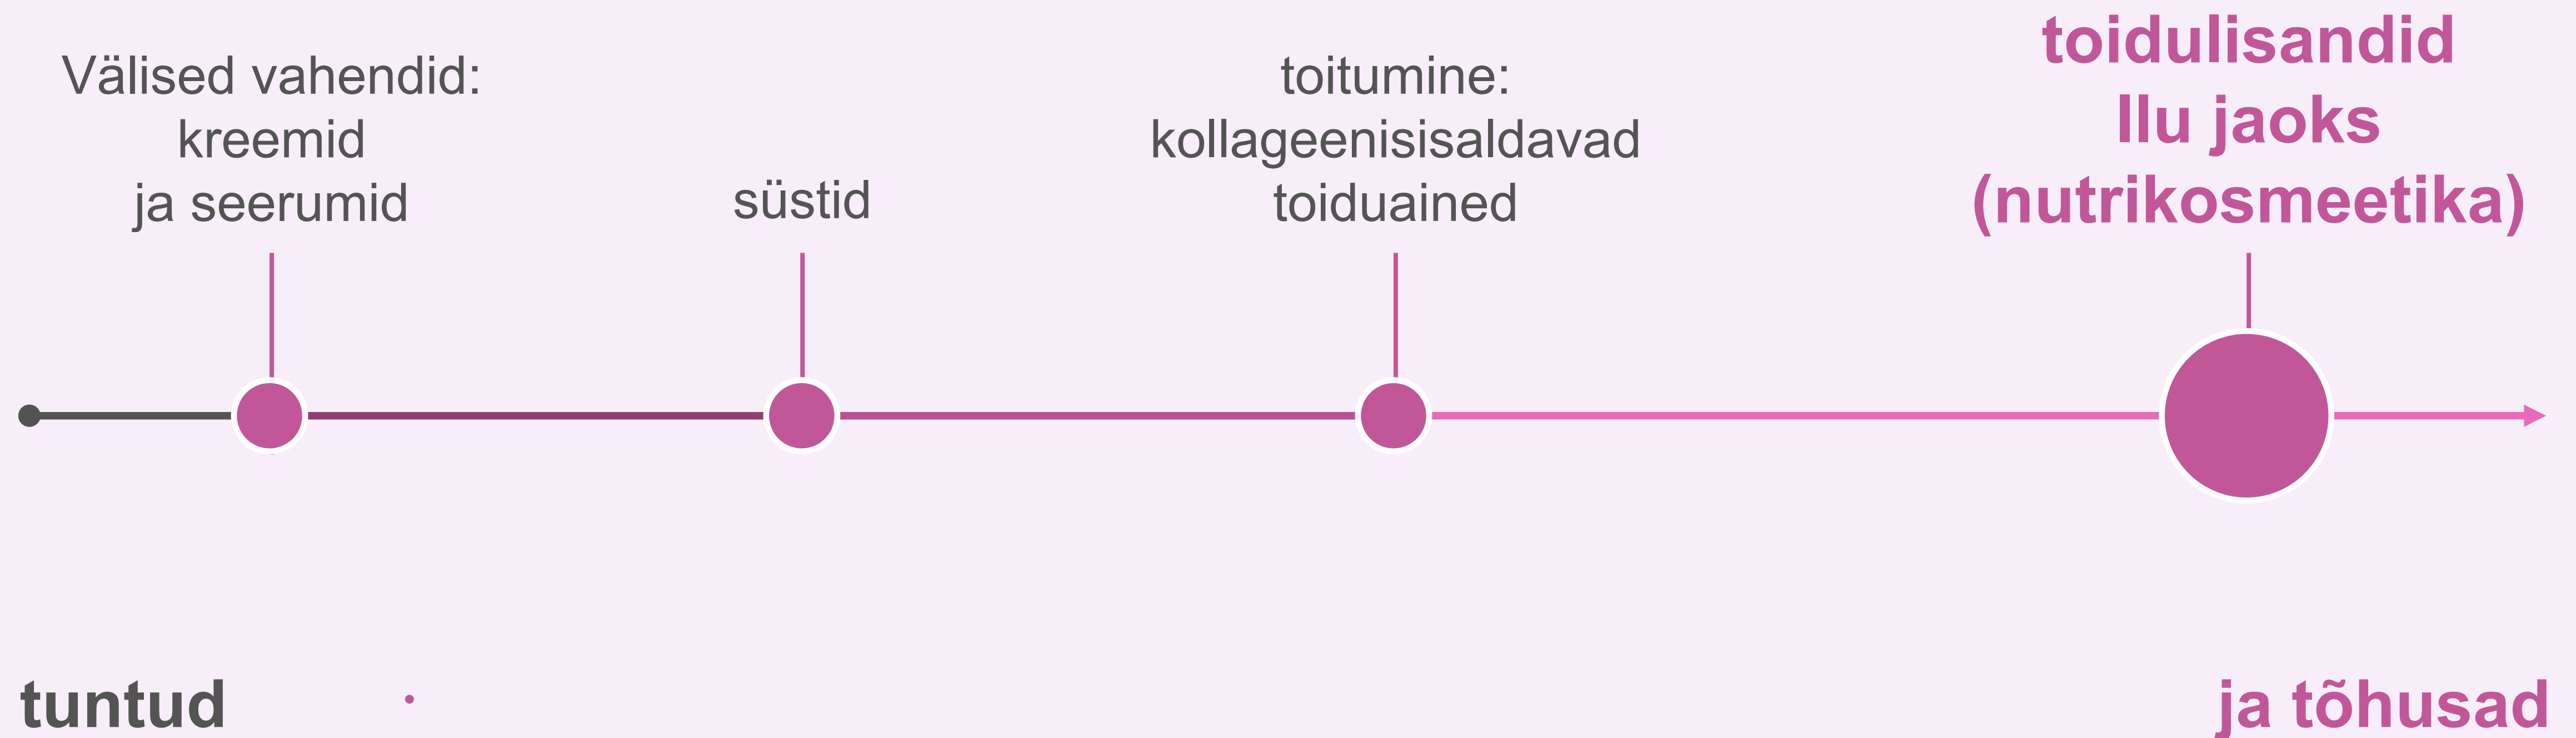 Välised vahendid:
kreemid
ja seerumid
süstid
toitumine:
kollageenisisaldavad
toiduained
toidulisandid
Ilu jaoks
(nutrikosmeetika)
tuntud
ja tõhusad